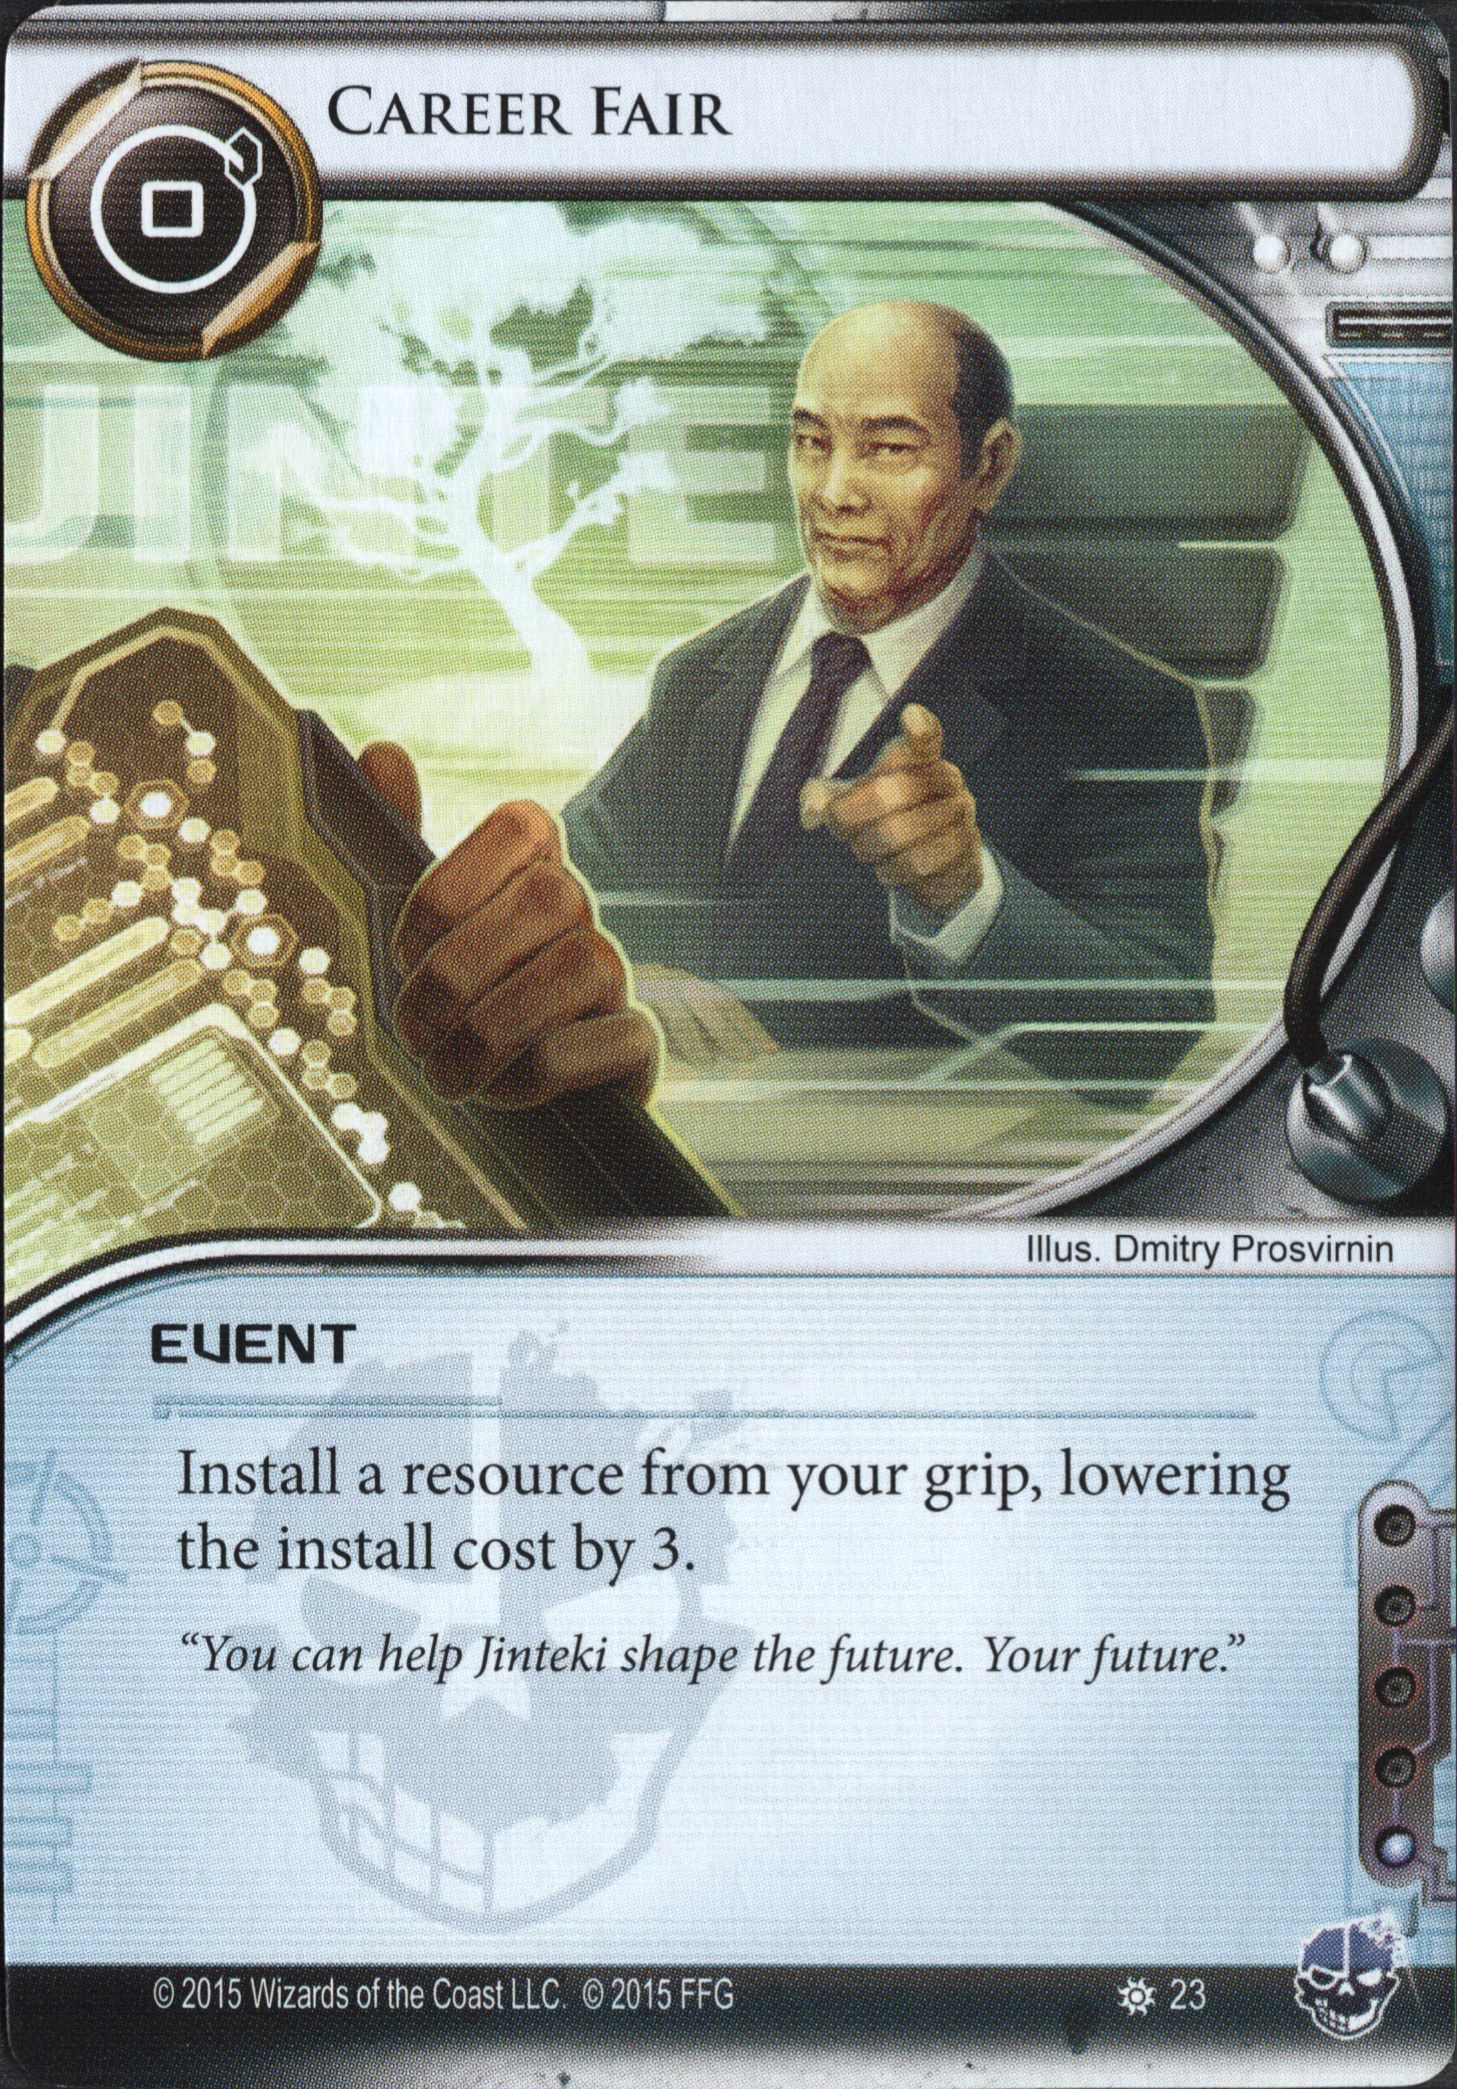 CAREER FAIR
0
JINTE
Illus. Dmitry Prosvirnin
EVENT
Install a resource from your grip, lowering
the install cost by 3.
“You can help Jinteki shape the future. Your future.”
© 2015 Wizards of the Coast LLC. © 2015 FFG
23